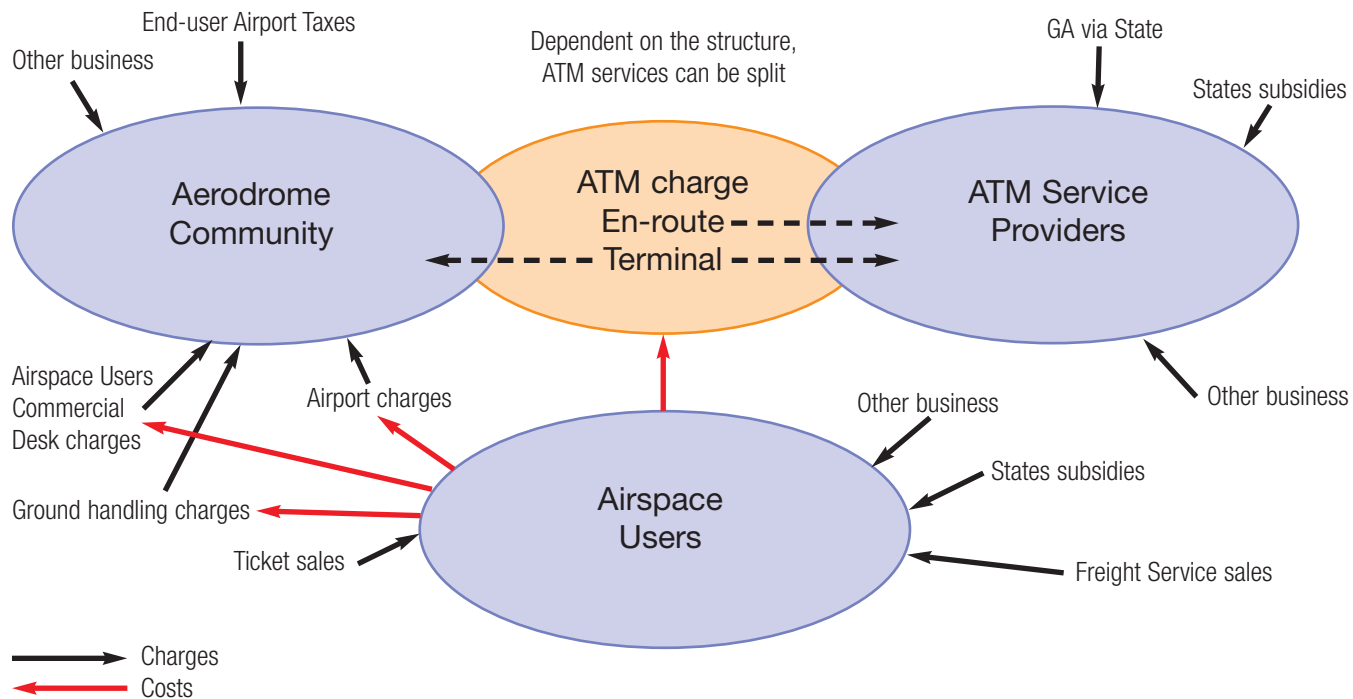 End-user Airport Taxes
Other business
Dependent on the structure,
ATM services can be split
GA via State
States subsidies
Aerodrome
Community
ATM charge
En-route
Terminal
ATM Service
Providers
Airspace Users
Commercial
Desk charges
Airport charges
Other business
Other business
States subsidies
Ground handling charges
Airspace
Users
Ticket sales
Freight Service sales
Charges
Costs